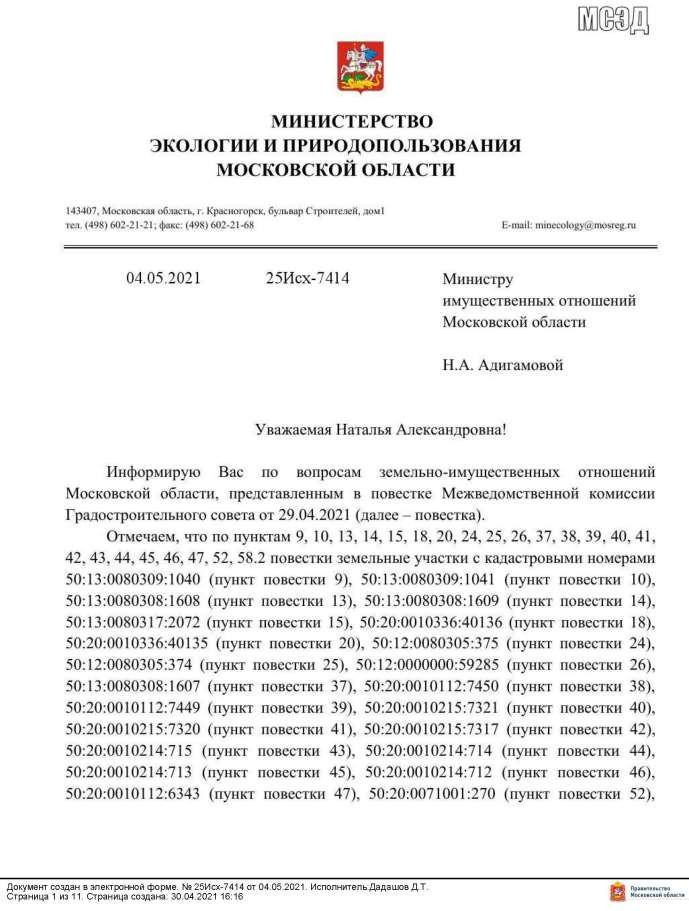 МСЭД
МИНИСТЕРСТВО
ЭКОЛОГИИ И ПРИРОДОПОЛЬЗОВАНИЯ
МОСКОВСКОЙ ОБЛАСТИ
143407, Московская область, г. Красногорск, бульвар Строителей, дом1
тел. (498) 602-21-21; факс: (498) 602-21-68 E-mail: minecology@mosreg.ru
04.05.2021 25Исх-7414
Министру
имущественных отношений
Московской области
Н.А. Адигамовой
Уважаемая Наталья Александровна!
Информирую Вас по вопросам земельно-имущественных отношений
Московской области, представленным в повестке Межведомственной комиссии
Градостроительного совета от 29.04.2021 (далее – повестка).
Отмечаем, что по пунктам 9, 10, 13, 14, 15, 18, 20, 24, 25, 26, 37, 38, 39, 40, 41,
42, 43, 44, 45, 46, 47, 52, 58.2 повестки земельные участки с кадастровыми номерами
50:13:0080309:1040 (пункт повестки 9), 50:13:0080309:1041 (пункт повестки 10),
50:13:0080308:1608 (пункт повестки 13), 50:13:0080308:1609 (пункт повестки 14),
50:13:0080317:2072 (пункт повестки 15), 50:20:0010336:40136 (пункт повестки 18),
50:20:0010336:40135 (пункт повестки 20), 50:12:0080305:375 (пункт повестки 24),
50:12:0080305:374 (пункт повестки 25), 50:12:0000000:59285 (пункт повестки 26),
50:13:0080308:1607 (пункт повестки 37), 50:20:0010112:7450 (пункт повестки 38),
50:20:0010112:7449 (пункт повестки 39), 50:20:0010215:7321 (пункт повестки 40),
50:20:0010215:7320 (пункт повестки 41), 50:20:0010215:7317 (пункт повестки 42),
50:20:0010214:715 (пункт повестки 43), 50:20:0010214:714 (пункт повестки 44),
50:20:0010214:713 (пункт повестки 45), 50:20:0010214:712 (пункт повестки 46),
50:20:0010112:6343 (пункт повестки 47), 50:20:0071001:270 (пункт повестки 52),
Документ создан в электронной форме. № 25Исх-7414 от 04.05.2021. Исполнитель:Дадашов Д.Т.
Страница 1 из 11. Страница создана: 30.04.2021 16:16
Правительство
Московской области